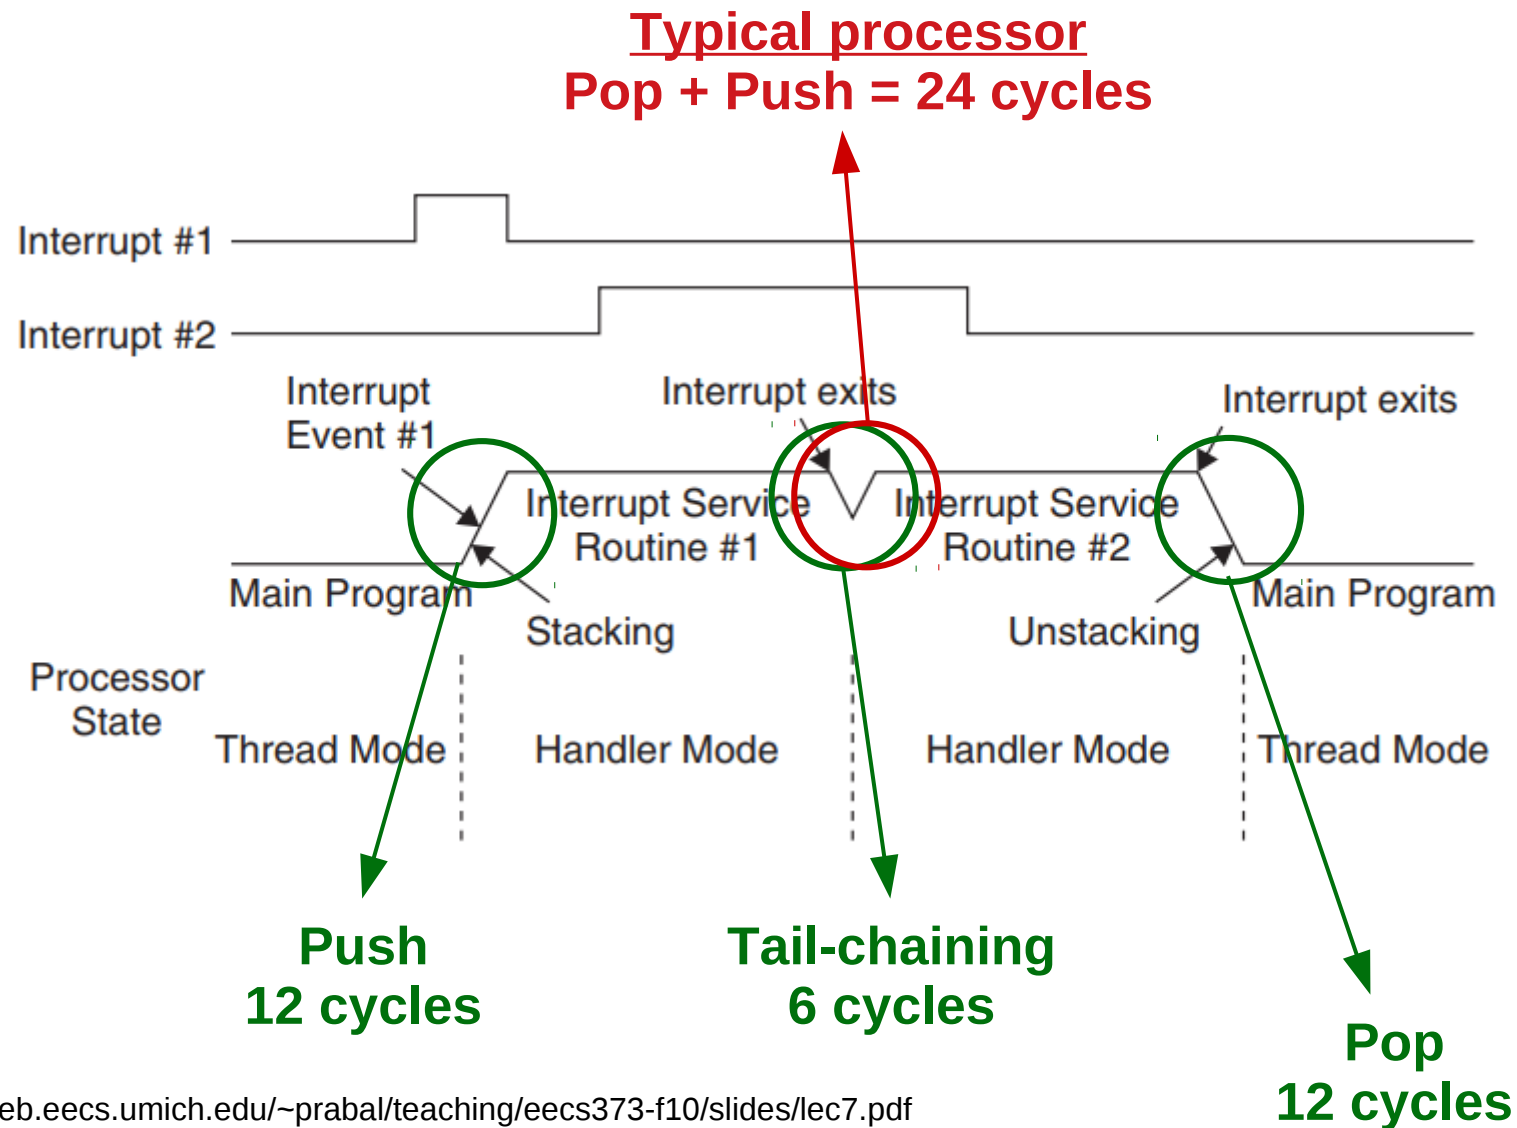 Typical processor
Pop + Push = 24 cycles
Interrupt #1
Interrupt #2
Interrupt
Event #1
Interrupt exits
Interrupt exits
Interrupt Service
Routine #1
Interrupt Service
Routine #2
Main Program
Main Program
Stacking
Unstacking
Processor
State
Thread Mode
Handler Mode
Handler Mode
Thread Mode
Push
12 cycles
Tail-chaining
6 cycles
Pop
12 cycles
eb.eecs.umich.edu/~prabal/teaching/eecs373-f10/slides/lec7.pdf